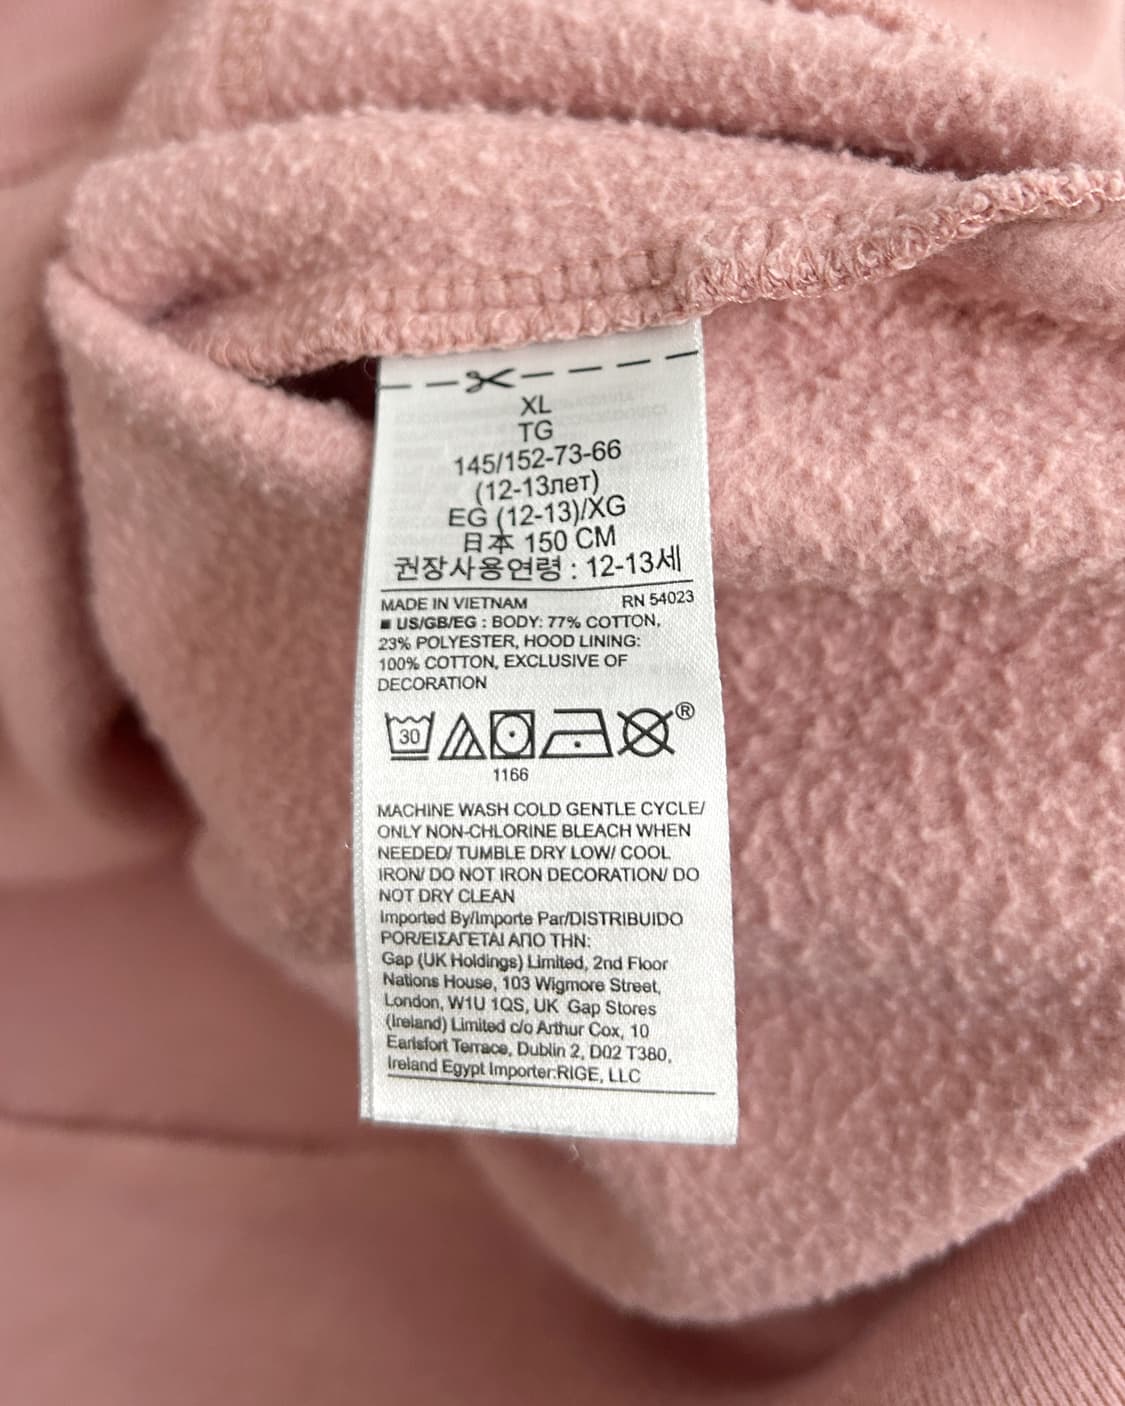 XL
TG
145/152-73-66
(12-13лет)
EG (12-13)/XG
日本 150 CM
권장사용연령 : 12-13세
MADE IN VIETNAM RN 54023
■ US/GB/EG : BODY: 77% COTTON,
23% POLYESTER, HOOD LINING:
100% COTTON, EXCLUSIVE OF
DECORATION
30 ®
1166
MACHINE WASH COLD GENTLE CYCLE/
ONLY NON-CHLORINE BLEACH WHEN
NEEDED/ TUMBLE DRY LOW/ COOL
IRON/ DO NOT IRON DECORATION/ DO
NOT DRY CLEAN
Imported By/Importe Par/DISTRIBUIDO
POR/ΕΙΣΑΓΕΤΑΙ ΑΠΟ ΤΗΝ:
Gap (UK Holdings) Limited, 2nd Floor
Nations House, 103 Wigmore Street,
London, W1U 1QS, UK Gap Stores
(Ireland) Limited c/o Arthur Cox, 10
Earlsfort Terrace, Dublin 2, D02 T380,
Ireland Egypt Importer:RIGE, LLC